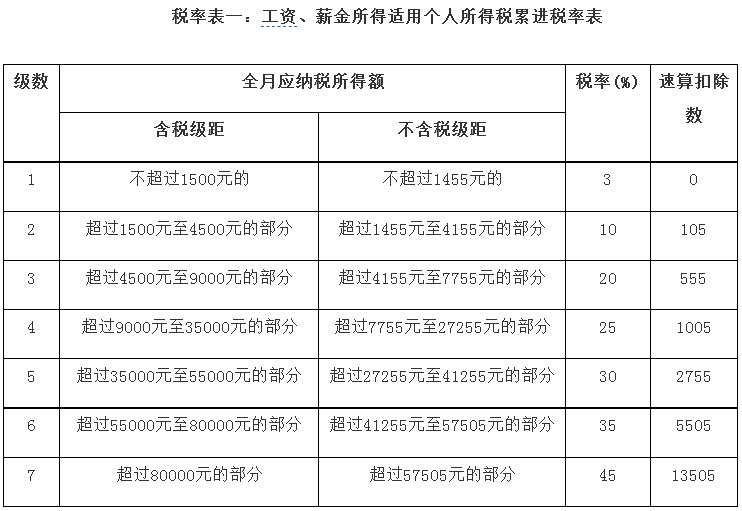 税率表一：工资、薪金所得适用个人所得税累进税率表
级数 全月应纳税所得额 税率(%) 速算扣除数
含税级距 不含税级距
1 不超过1500元的 不超过1455元的 3 0
2 超过1500元至4500元的部分 超过1455元至4155元的部分 10 105
3 超过4500元至9000元的部分 超过4155元至7755元的部分 20 555
4 超过9000元至35000元的部分 超过7755元至27255元的部分 25 1005
5 超过35000元至55000元的部分 超过27255元至41255元的部分 30 2755
6 超过55000元至80000元的部分 超过41255元至57505元的部分 35 5505
7 超过80000元的部分 超过57505元的部分 45 13505